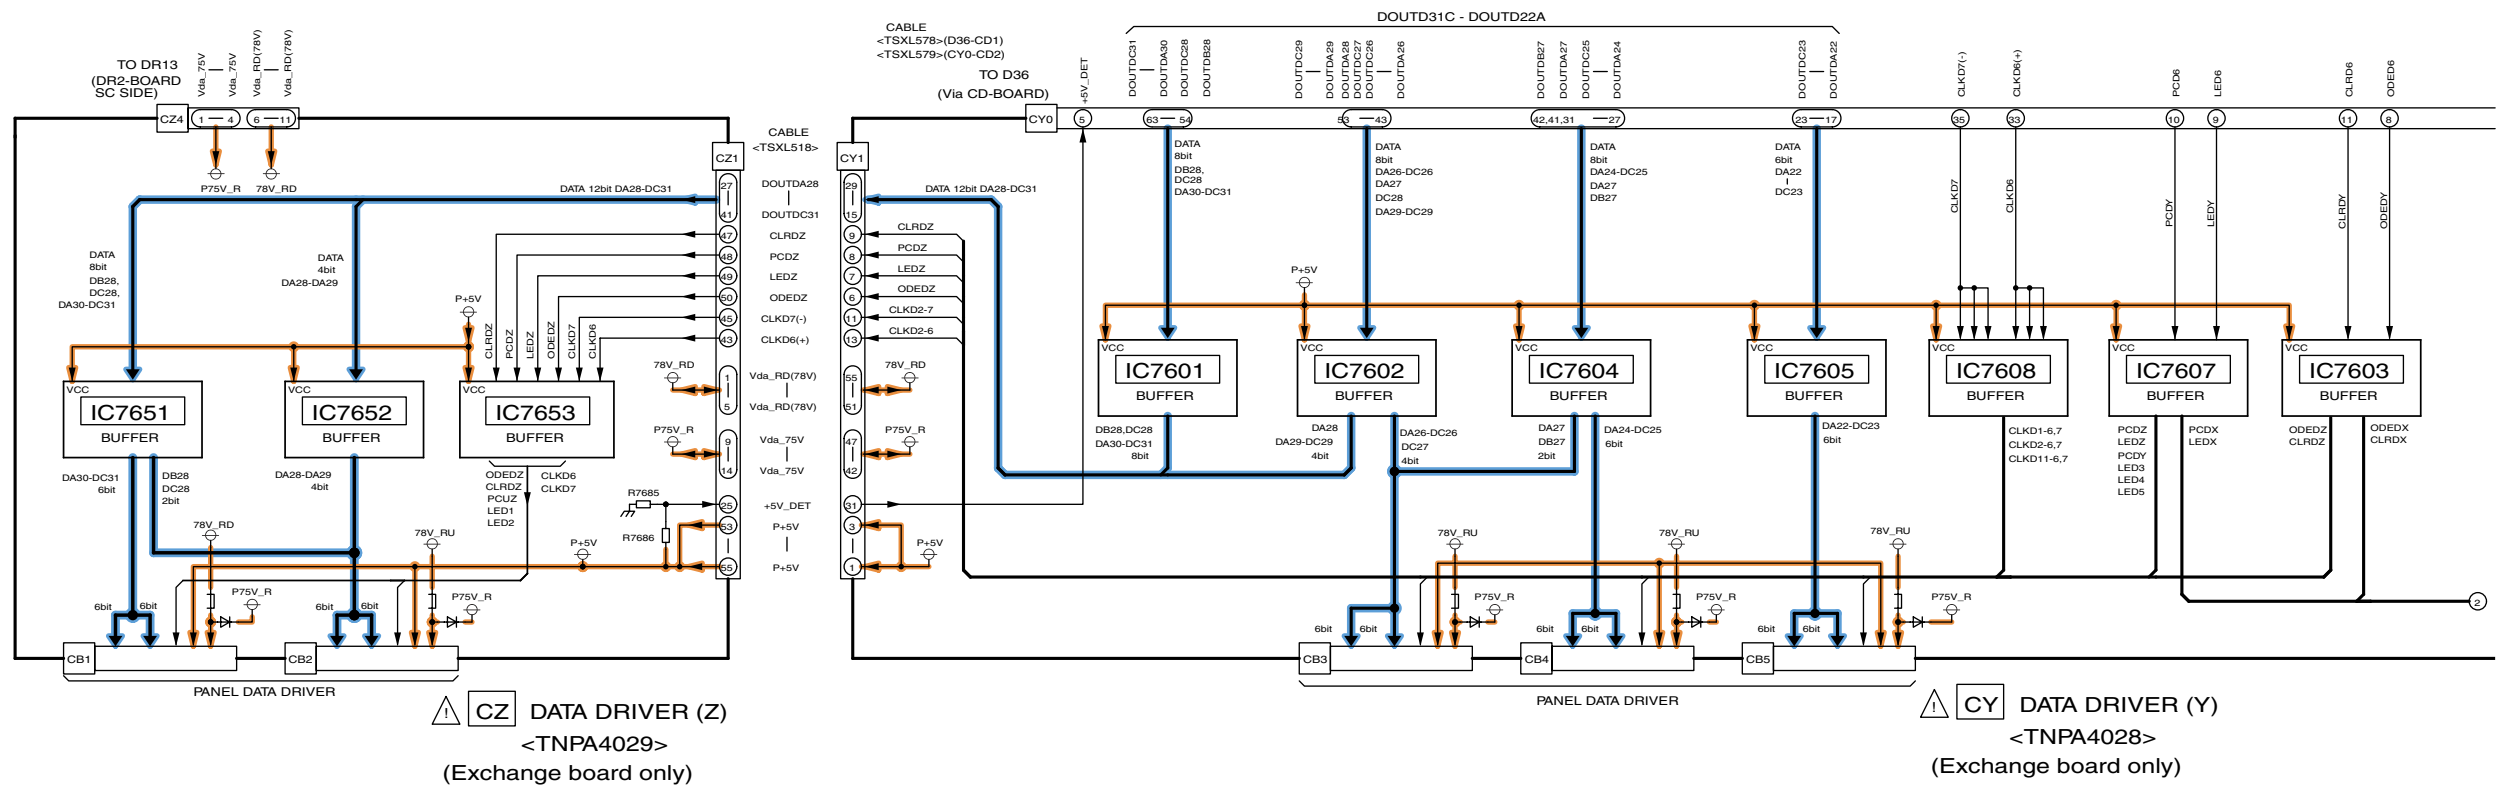 DOUTD31C - DOUTD22A
CABLE
<TSXL578>(D36-CD1)
<TSXL579>(CY0-CD2)
TO DR13
(DR2-BOARD
SC SIDE)
Vda_75V
Vda_75V
Vda_RD(78V)
Vda_RD(78V)
TO D36
(Via CD-BOARD)
+5V_DET
DOUTDC31
DOUTDA30
DOUTDC28
DOUTDB28
DOUTDC29
DOUTDA29
DOUTDA28
DOUTDC27
DOUTDC26
DOUTDA26
DOUTDB27
DOUTDA27
DOUTDC25
DOUTDA24
DOUTDC23
DOUTDA22
CLKD7(-)
CLKD6(+)
PCD6
LED6
CLRD6
ODED6
CZ4
1 — 4
6 — 11
CY0
5
63 — 54
53 — 43
42,41,31 — 27
23 — 17
35
33
10
9
11
8
P75V_R
78V_RD
CABLE
<TSXL518>
CZ1
CY1
DATA
8bit
DB28,
DC28
DA30-DC31
DATA
8bit
DA26-DC26
DA27
DC28
DA29-DC29
DATA
8bit
DA24-DC25
DA27
DB27
DATA
6bit
DA22
DC23
CLKD7
CLKD6
PCDY
LEDY
CLRDY
ODEDY
DATA 12bit DA28-DC31
27
41
DOUTDA28
DOUTDC31
29
15
DATA 12bit DA28-DC31
47
CLRDZ
9
CLRDZ
48
PCDZ
8
PCDZ
49
LEDZ
7
LEDZ
50
ODEDZ
6
ODEDZ
45
CLKD7(-)
11
CLKD2-7
43
CLKD6(+)
13
CLKD2-6
DATA
8bit
DB28,
DC28,
DA30-DC31
DATA
4bit
DA28-DA29
P+5V
CLRDZ
PCDZ
LEDZ
ODEDZ
CLKD7
CLKD6
P+5V
VCC
IC7651
BUFFER
VCC
IC7652
BUFFER
VCC
IC7653
BUFFER
VCC
IC7601
BUFFER
VCC
IC7602
BUFFER
VCC
IC7604
BUFFER
VCC
IC7605
BUFFER
VCC
IC7608
BUFFER
VCC
IC7607
BUFFER
VCC
IC7603
BUFFER
78V_RD
1
5
Vda_RD(78V)
Vda_RD(78V)
55
51
78V_RD
P75V_R
9
14
Vda_75V
Vda_75V
47
42
P75V_R
R7685
25
+5V_DET
31
R7686
53
P+5V
3
P+5V
55
P+5V
1
P+5V
DA30-DC31
6bit
DB28
DC28
2bit
DA28-DA29
4bit
ODEDZ
CLRDZ
PCUZ
LED1
LED2
CLKD6
CLKD7
DB28,DC28
DA30-DC31
8bit
DA28
DA29-DC29
4bit
DA26-DC26
DC27
4bit
DA27
DB27
2bit
DA24-DC25
6bit
DA22-DC23
6bit
CLKD1-6,7
CLKD2-6,7
CLKD11-6,7
PCDZ
LEDZ
PCDY
LED3
LED4
LED5
PCDX
LEDX
ODEDZ
CLRDZ
ODEDX
CLRDX
78V_RD
78V_RU
78V_RU
78V_RU
78V_RU
P75V_R
P75V_R
P75V_R
P75V_R
P75V_R
2
6bit
6bit
6bit
6bit
6bit
6bit
6bit
6bit
6bit
6bit
CB1
CB2
CB3
CB4
CB5
PANEL DATA DRIVER
PANEL DATA DRIVER
! CZ DATA DRIVER (Z)
<TNPA4029>
(Exchange board only)
! CY DATA DRIVER (Y)
<TNPA4028>
(Exchange board only)